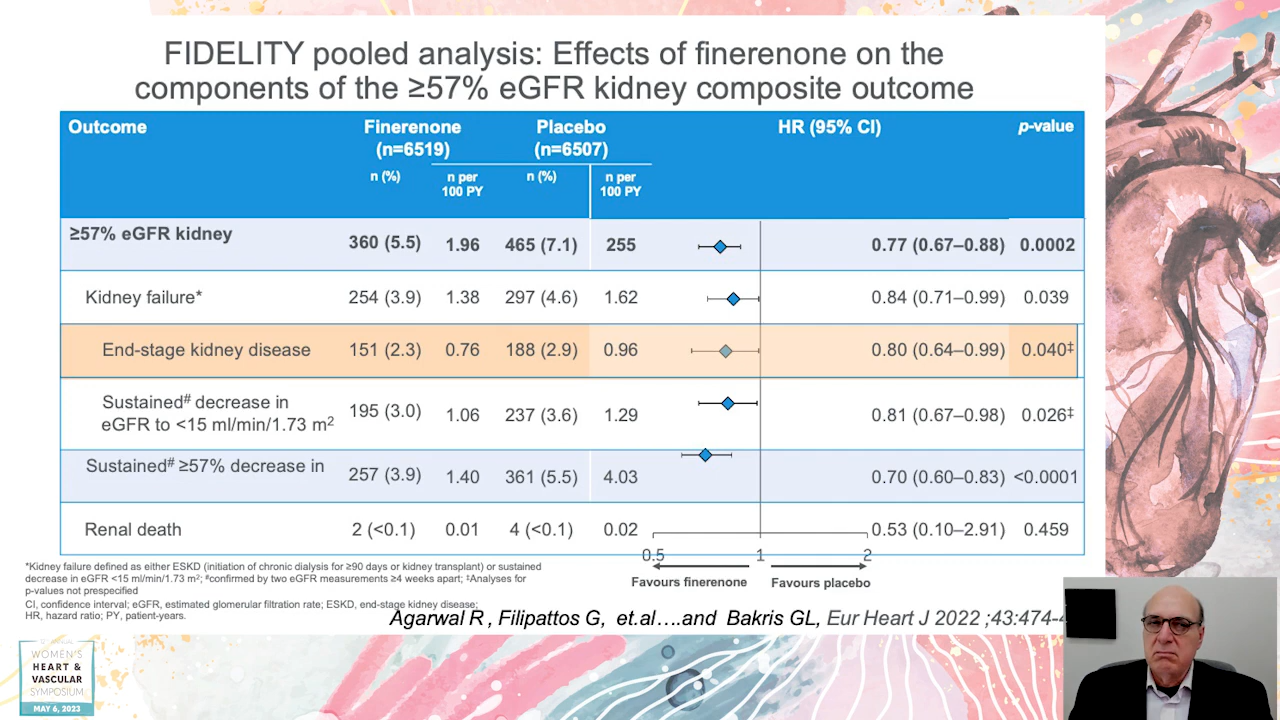 FIDELITY pooled analysis: Effects of finerenone on the
components of the ≥57% eGFR kidney composite outcome
Outcome Finerenone (n=6519) Placebo (n=6507) HR (95% CI) p-value
n (%) n per 100 PY n (%) n per 100 PY
≥57% eGFR kidney 360 (5.5) 1.96 465 (7.1) 255 0.77 (0.67–0.88) 0.0002
Kidney failure* 254 (3.9) 1.38 297 (4.6) 1.62 0.84 (0.71–0.99) 0.039
End-stage kidney disease 151 (2.3) 0.76 188 (2.9) 0.96 0.80 (0.64–0.99) 0.040‡
Sustained# decrease in
eGFR to <15 ml/min/1.73 m² 195 (3.0) 1.06 237 (3.6) 1.29 0.81 (0.67–0.98) 0.026‡
Sustained# ≥57% decrease in 257 (3.9) 1.40 361 (5.5) 4.03 0.70 (0.60–0.83) <0.0001
Renal death 2 (<0.1) 0.01 4 (<0.1) 0.02 0.53 (0.10–2.91) 0.459
0.5 1 2
Favours finerenone Favours placebo
*Kidney failure defined as either ESKD (initiation of chronic dialysis for ≥90 days or kidney transplant) or sustained
decrease in eGFR <15 ml/min/1.73 m²; #confirmed by two eGFR measurements ≥4 weeks apart; ‡Analyses for
p-values not prespecified
CI, confidence interval; eGFR, estimated glomerular filtration rate; ESKD, end-stage kidney disease;
HR, hazard ratio; PY, patient-years.
Agarwal R , Filipattos G, et.al….and Bakris GL, Eur Heart J 2022 ;43:474-
WOMEN'S
HEART &
VASCULAR
SYMPOSIUM
MAY 6, 2023